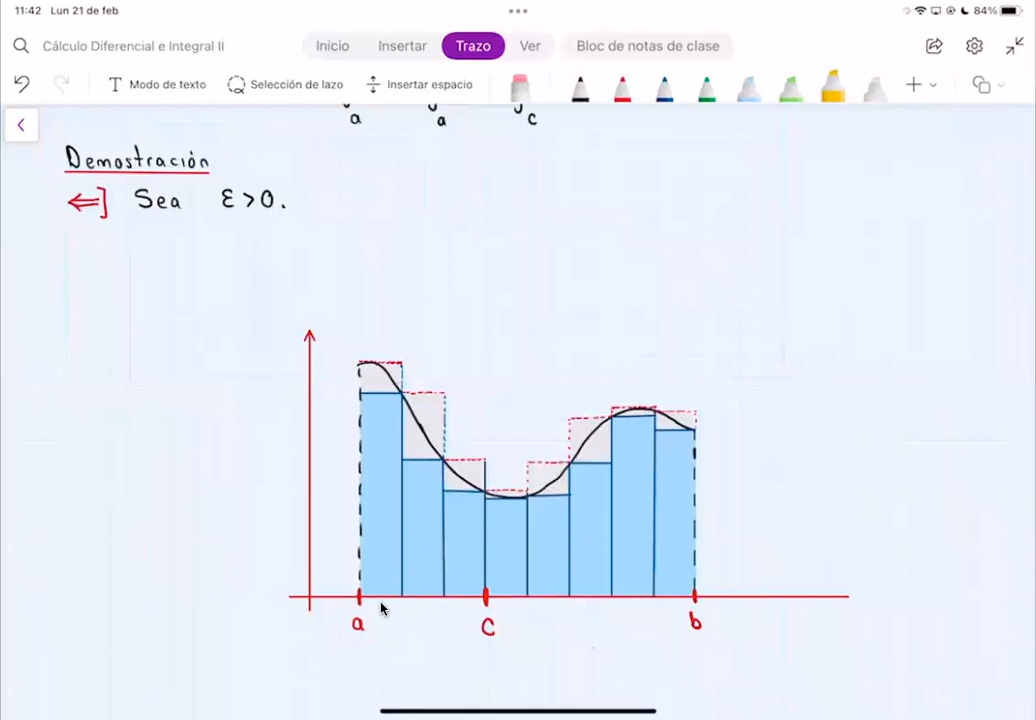 11:42 Lun 21 de feb
84%
Cálculo Diferencial e Integral II
Inicio Insertar Trazo Ver Bloc de notas de clase
Modo de texto Selección de lazo Insertar espacio
a a c
Demostración
⇐] Sea ε>0.
a c b